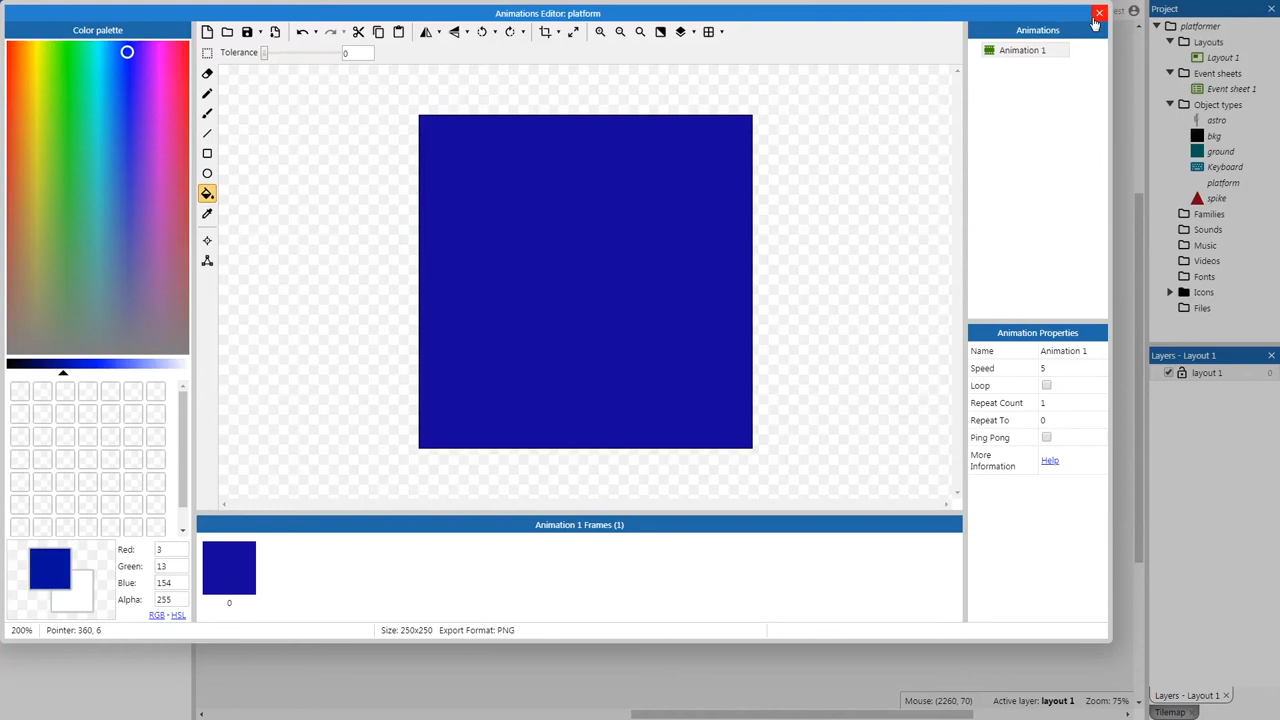 Animations Editor: platform
Color palette
Tolerance
0
Red: 3
Green: 13
Blue: 154
Alpha: 255
RGB - HSL
Animation 1 Frames (1)
0
200%
Pointer: 360, 6
Size: 250x250
Export Format: PNG
Animations
Animation 1
Animation Properties
Name Animation 1
Speed 5
Loop
Repeat Count 1
Repeat To 0
Ping Pong
More
Information Help
Project
platformer
Layouts
Layout 1
Event sheets
Event sheet 1
Object types
astro
bkg
ground
Keyboard
platform
spike
Families
Sounds
Music
Videos
Fonts
Icons
Files
Layers - Layout 1
layout 1 0
Mouse: (2260, 70) Active layer: layout 1 Zoom: 75%
Layers - Layout 1
Tilemap